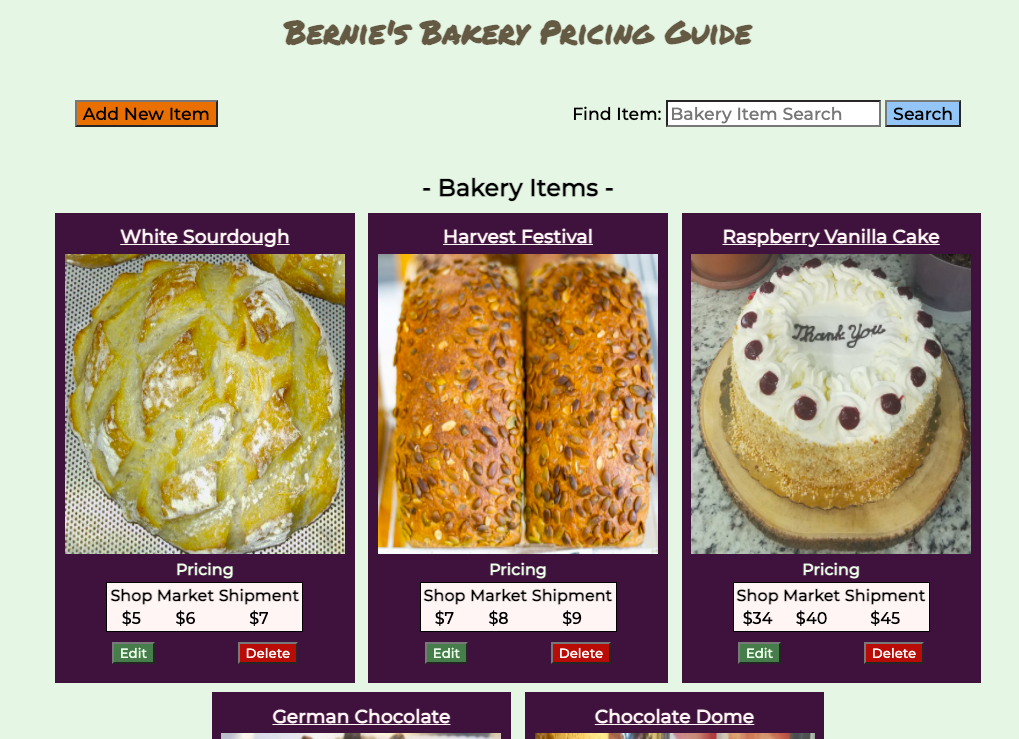 Bernie's Bakery Pricing Guide
Add New Item
Find Item: Bakery Item Search Search
- Bakery Items -
White Sourdough
Harvest Festival
Raspberry Vanilla Cake
Thank You
Pricing
Shop Market Shipment
$5 $6 $7
Edit Delete
Pricing
Shop Market Shipment
$7 $8 $9
Edit Delete
Pricing
Shop Market Shipment
$34 $40 $45
Edit Delete
German Chocolate
Chocolate Dome